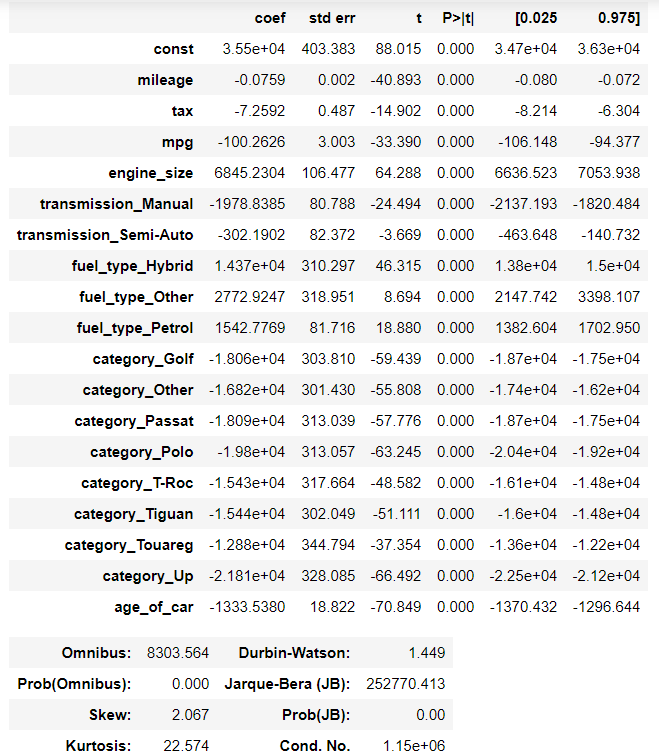 coef std err t P>|t| [0.025 0.975]
const 3.55e+04 403.383 88.015 0.000 3.47e+04 3.63e+04
mileage -0.0759 0.002 -40.893 0.000 -0.080 -0.072
tax -7.2592 0.487 -14.902 0.000 -8.214 -6.304
mpg -100.2626 3.003 -33.390 0.000 -106.148 -94.377
engine_size 6845.2304 106.477 64.288 0.000 6636.523 7053.938
transmission_Manual -1978.8385 80.788 -24.494 0.000 -2137.193 -1820.484
transmission_Semi-Auto -302.1902 82.372 -3.669 0.000 -463.648 -140.732
fuel_type_Hybrid 1.437e+04 310.297 46.315 0.000 1.38e+04 1.5e+04
fuel_type_Other 2772.9247 318.951 8.694 0.000 2147.742 3398.107
fuel_type_Petrol 1542.7769 81.716 18.880 0.000 1382.604 1702.950
category_Golf -1.806e+04 303.810 -59.439 0.000 -1.87e+04 -1.75e+04
category_Other -1.682e+04 301.430 -55.808 0.000 -1.74e+04 -1.62e+04
category_Passat -1.809e+04 313.039 -57.776 0.000 -1.87e+04 -1.75e+04
category_Polo -1.98e+04 313.057 -63.245 0.000 -2.04e+04 -1.92e+04
category_T-Roc -1.543e+04 317.664 -48.582 0.000 -1.61e+04 -1.48e+04
category_Tiguan -1.544e+04 302.049 -51.111 0.000 -1.6e+04 -1.48e+04
category_Touareg -1.288e+04 344.794 -37.354 0.000 -1.36e+04 -1.22e+04
category_Up -2.181e+04 328.085 -66.492 0.000 -2.25e+04 -2.12e+04
age_of_car -1333.5380 18.822 -70.849 0.000 -1370.432 -1296.644
Omnibus: 8303.564 Durbin-Watson: 1.449
Prob(Omnibus): 0.000 Jarque-Bera (JB): 252770.413
Skew: 2.067 Prob(JB): 0.00
Kurtosis: 22.574 Cond. No. 1.15e+06